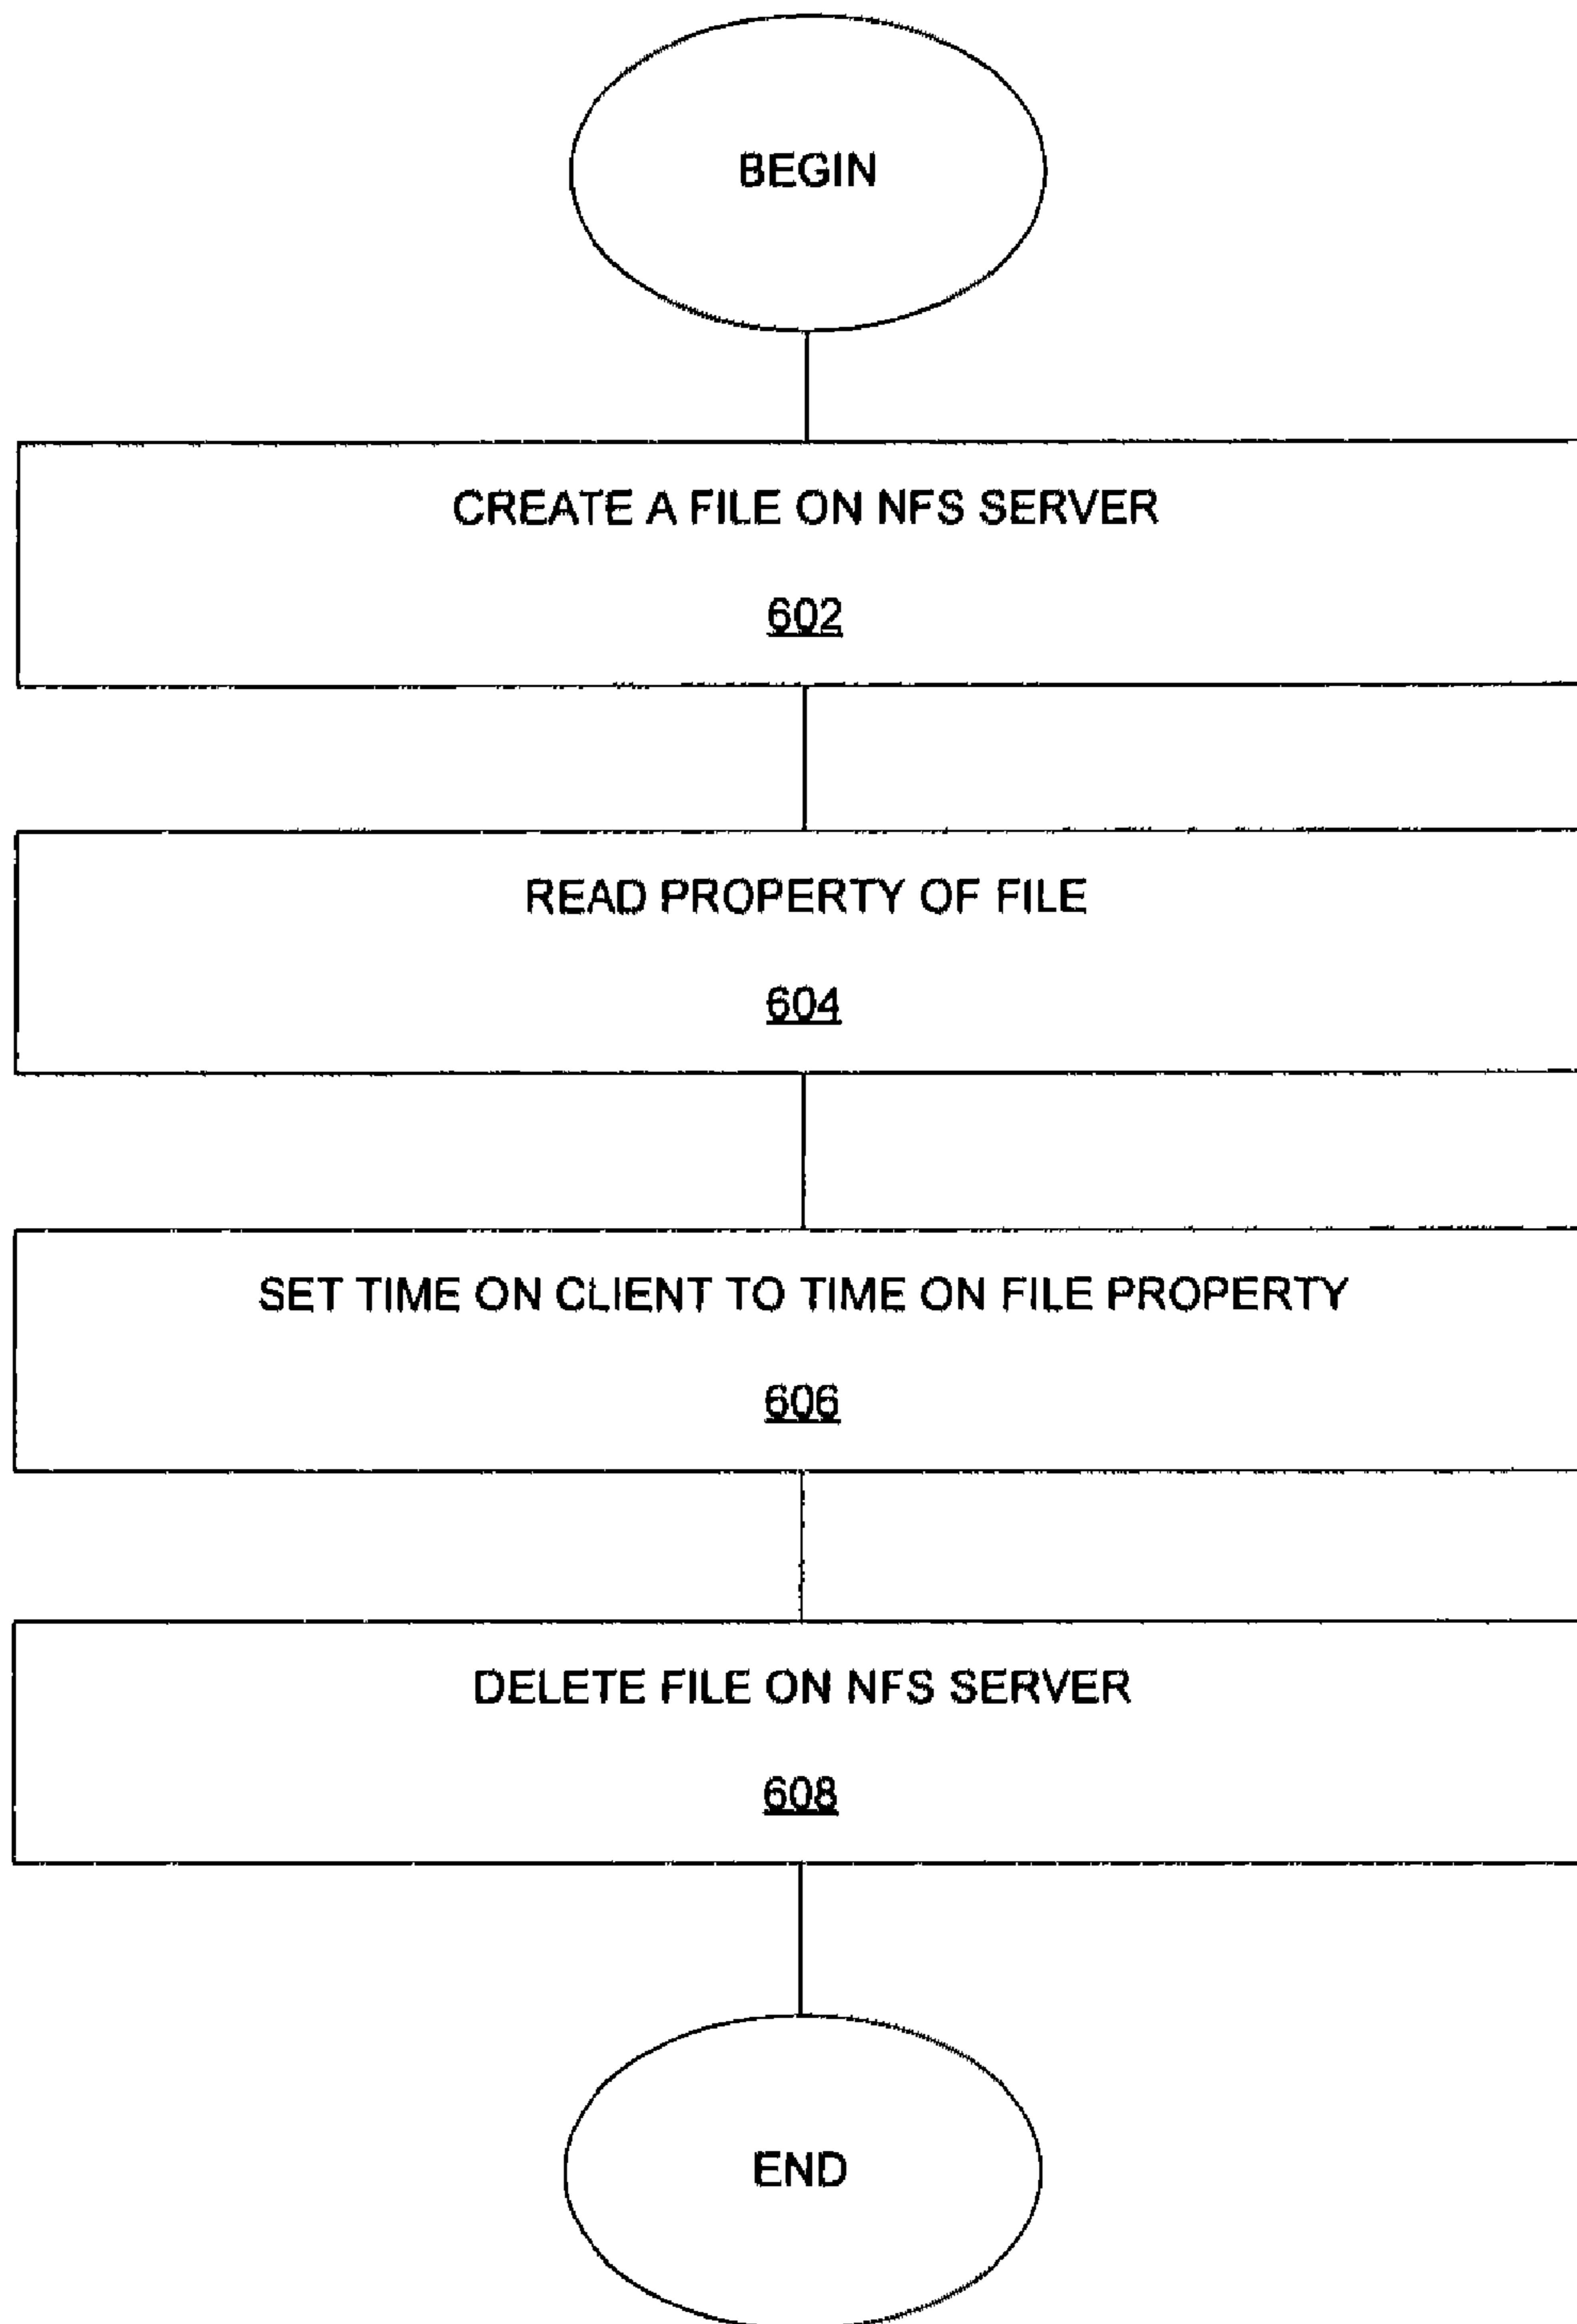 BEGIN
CREATE A FILE ON NFS SERVER
602
READ PROPERTY OF FILE
604
SET TIME ON CLIENT TO TIME ON FILE PROPERTY
606
DELETE FILE ON NFS SERVER
608
END